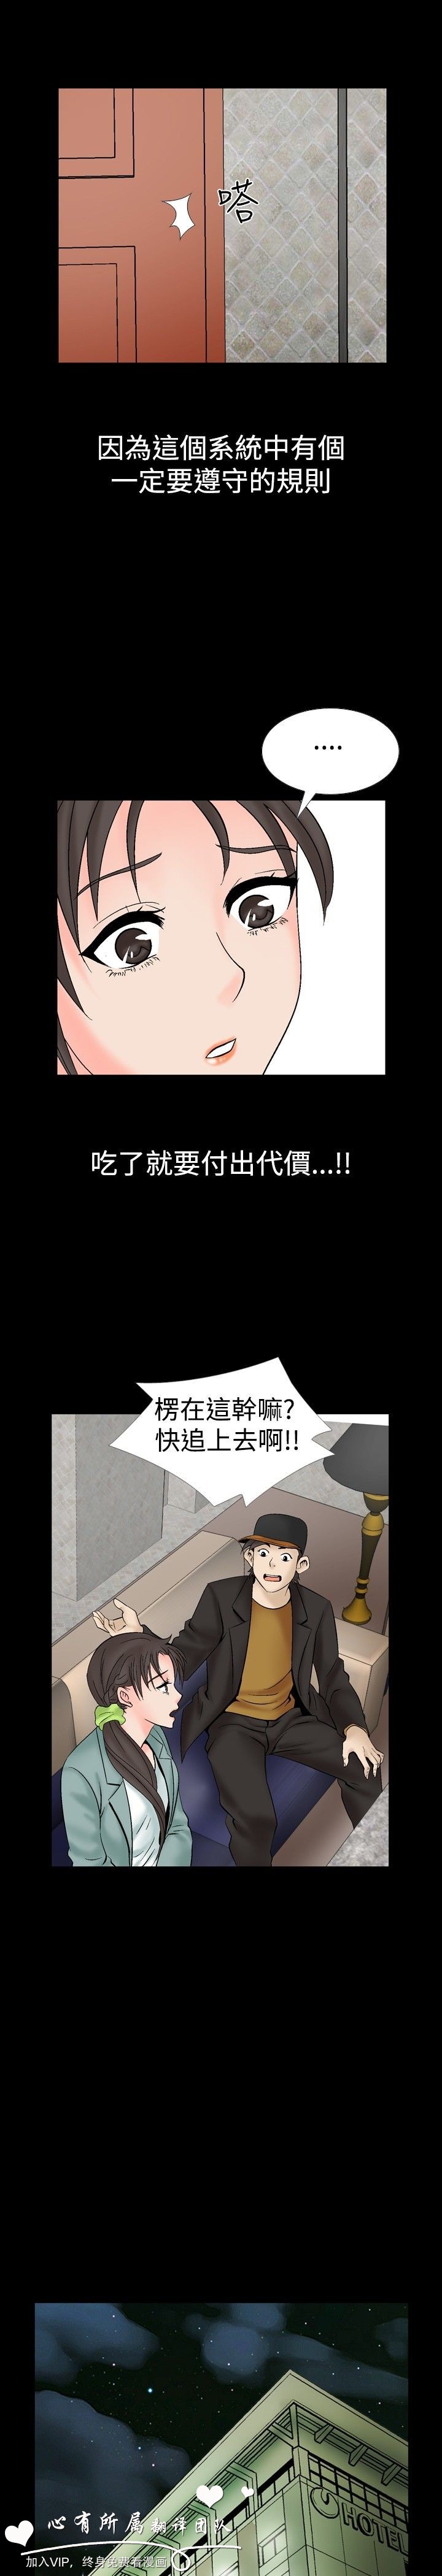 嗒
因為這個系統中有個
一定要遵守的規則
....
吃了就要付出代價...!!
楞在這幹嘛?
快追上去啊!!
HOTEL
心有所属翻译团队
加入VIP，终身免费看漫画